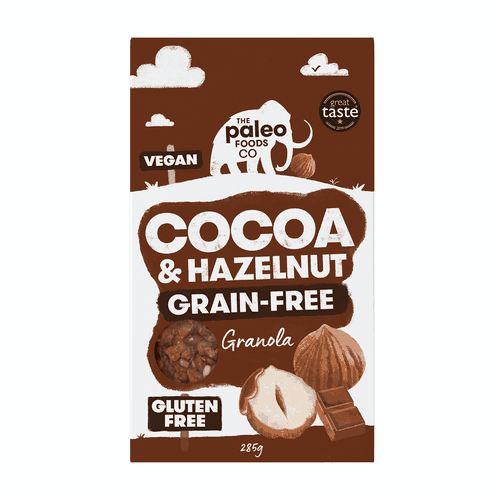 THE
paleo
FOODS
CO
great
taste
VEGAN
COCOA
& HAZELNUT
GRAIN-FREE
Granola
GLUTEN
FREE
285g